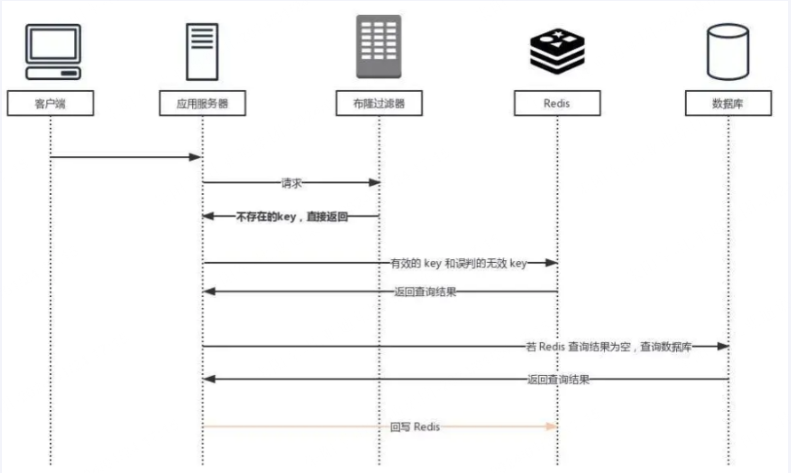 客户端
应用服务器
布隆过滤器
Redis
数据库
请求
不存在的key，直接返回
有效的 key 和误判的无效 key
返回查询结果
若 Redis 查询结果为空，查询数据库
返回查询结果
回写 Redis